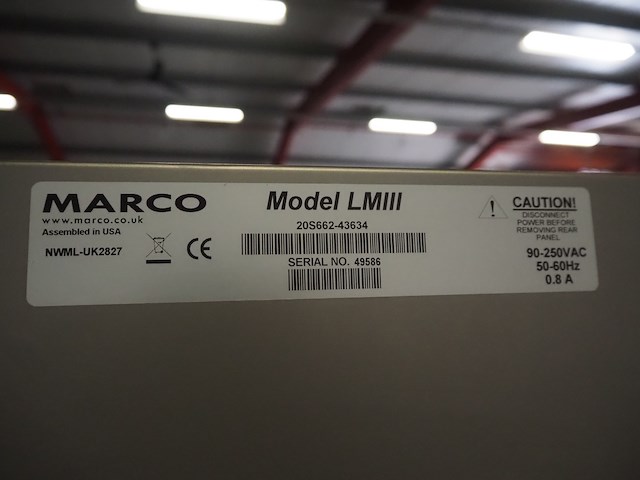 MARCO
www.marco.co.uk
Assembled in USA
NWML-UK2827
CE
Model LMIII
20S662-43634
SERIAL NO. 49586
CAUTION!
DISCONNECT
POWER BEFORE
REMOVING REAR
PANEL
90-250VAC
50-60Hz
0.8 A